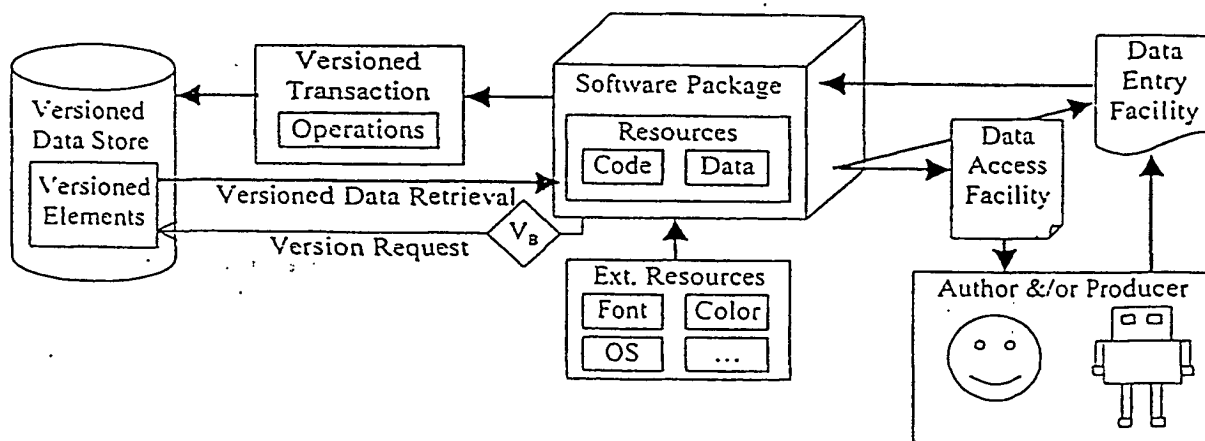 Versioned
Data Store
Versioned
Elements
Versioned
Transaction
Operations
Versioned Data Retrieval
Version Request
V_B
Software Package
Resources
Code
Data
Ext. Resources
Font
Color
OS
...
Data
Access
Facility
Data
Entry
Facility
Author &/or Producer